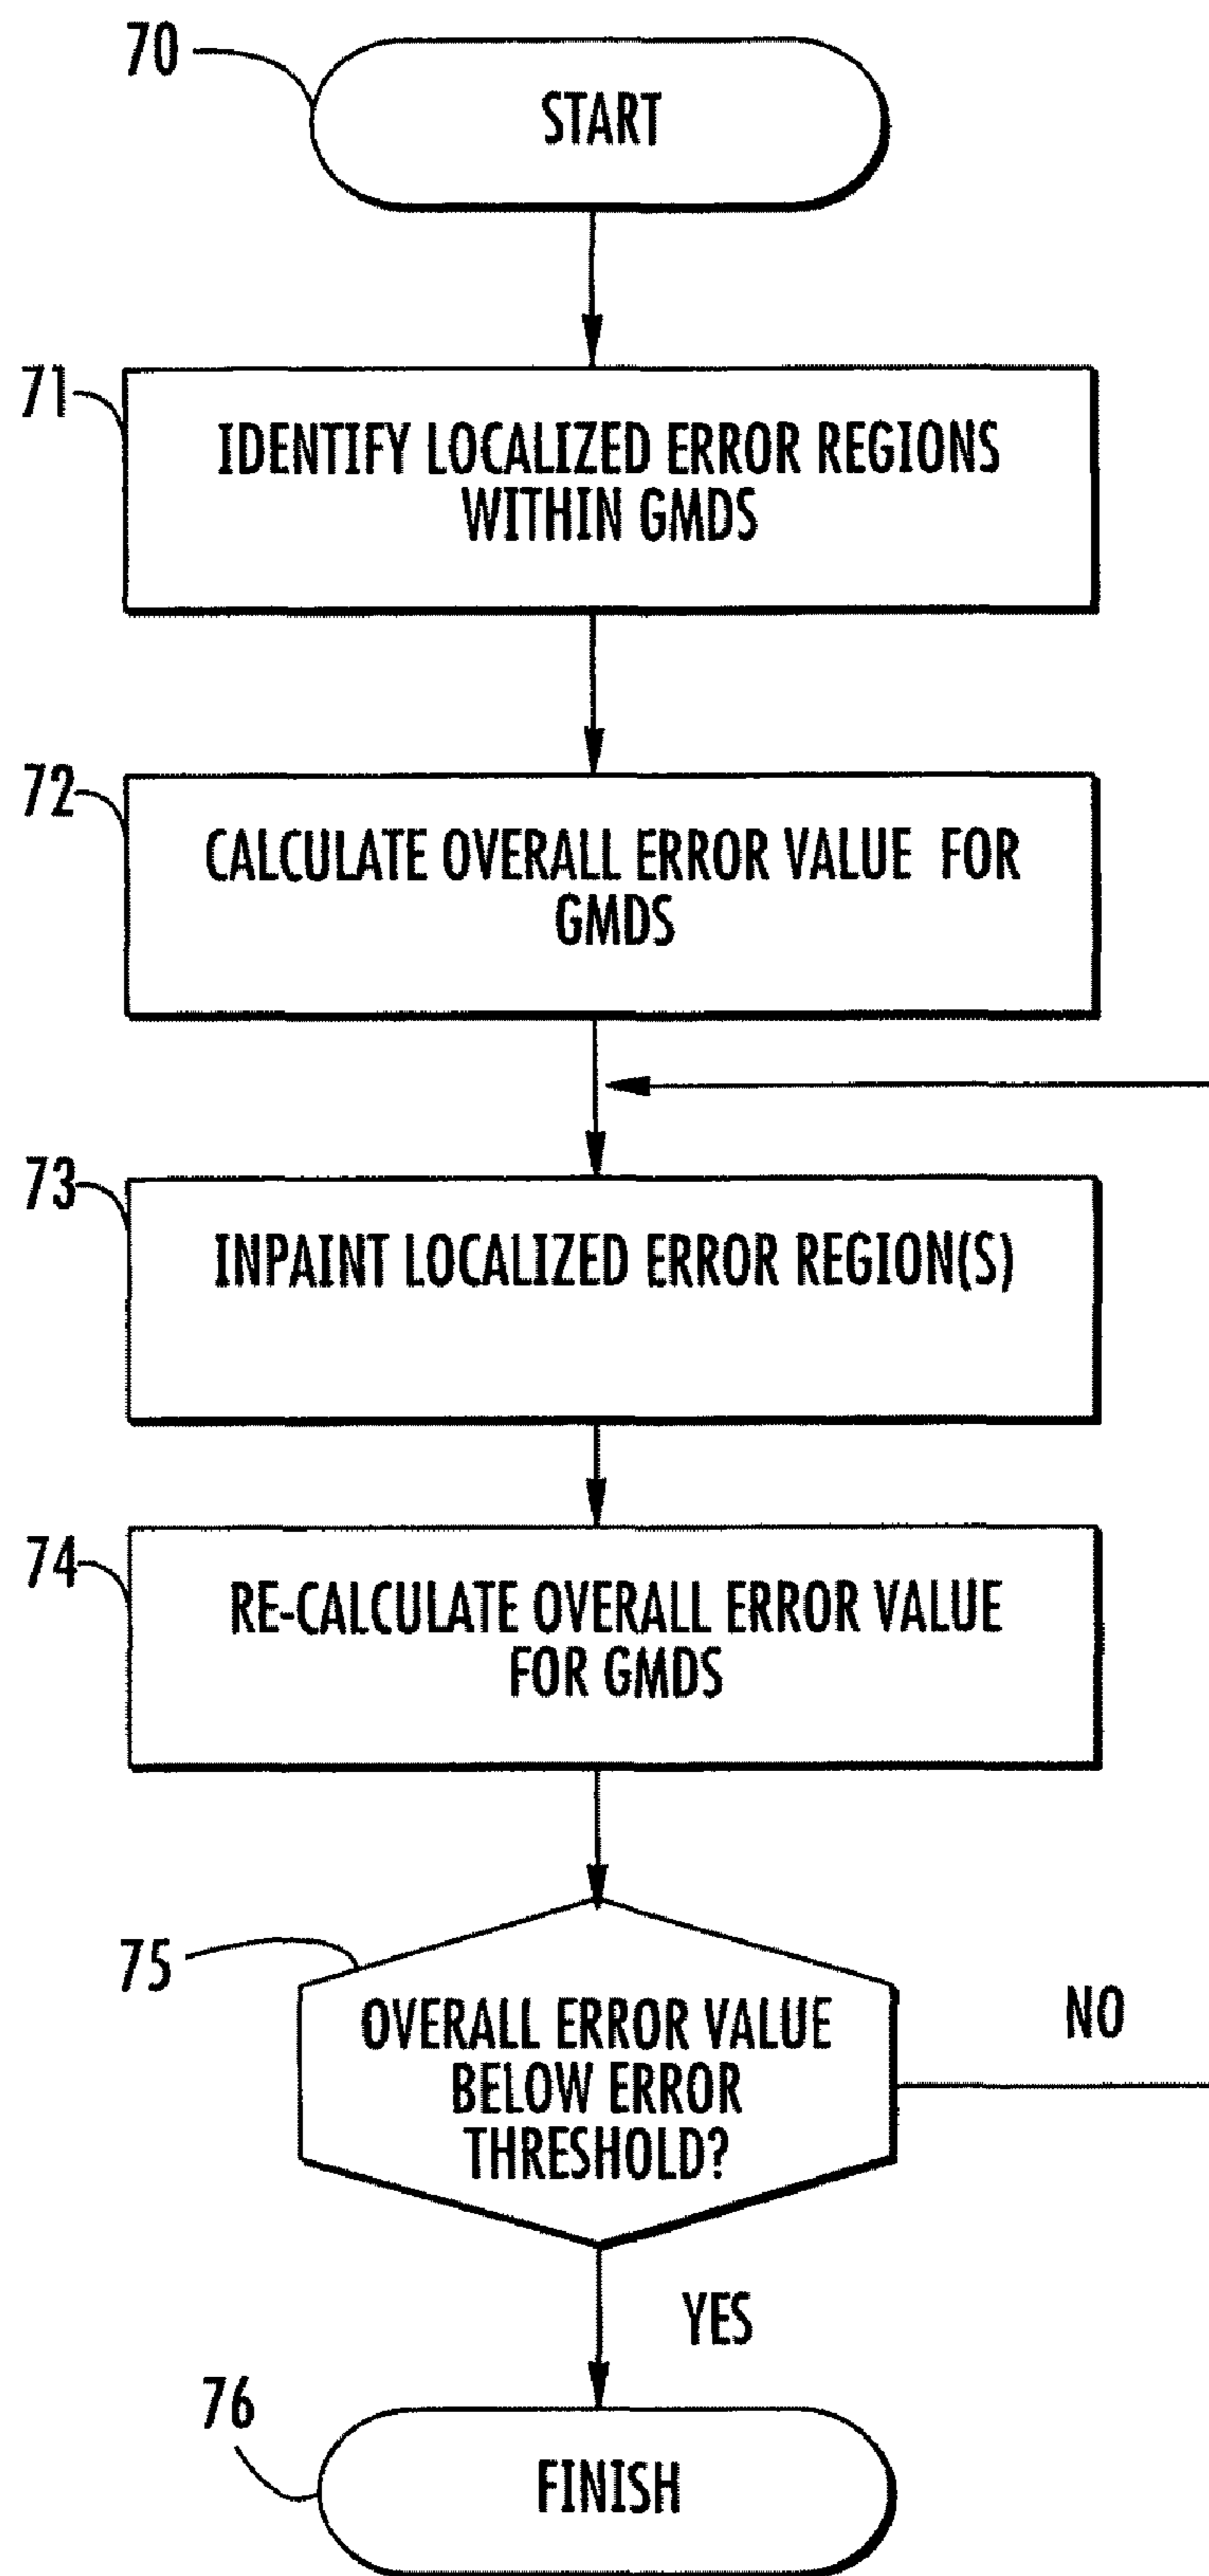 70
START
71
IDENTIFY LOCALIZED ERROR REGIONS
WITHIN GMDS
72
CALCULATE OVERALL ERROR VALUE FOR
GMDS
73
INPAINT LOCALIZED ERROR REGION(S)
74
RE-CALCULATE OVERALL ERROR VALUE
FOR GMDS
75
OVERALL ERROR VALUE
BELOW ERROR
THRESHOLD?
NO
YES
76
FINISH